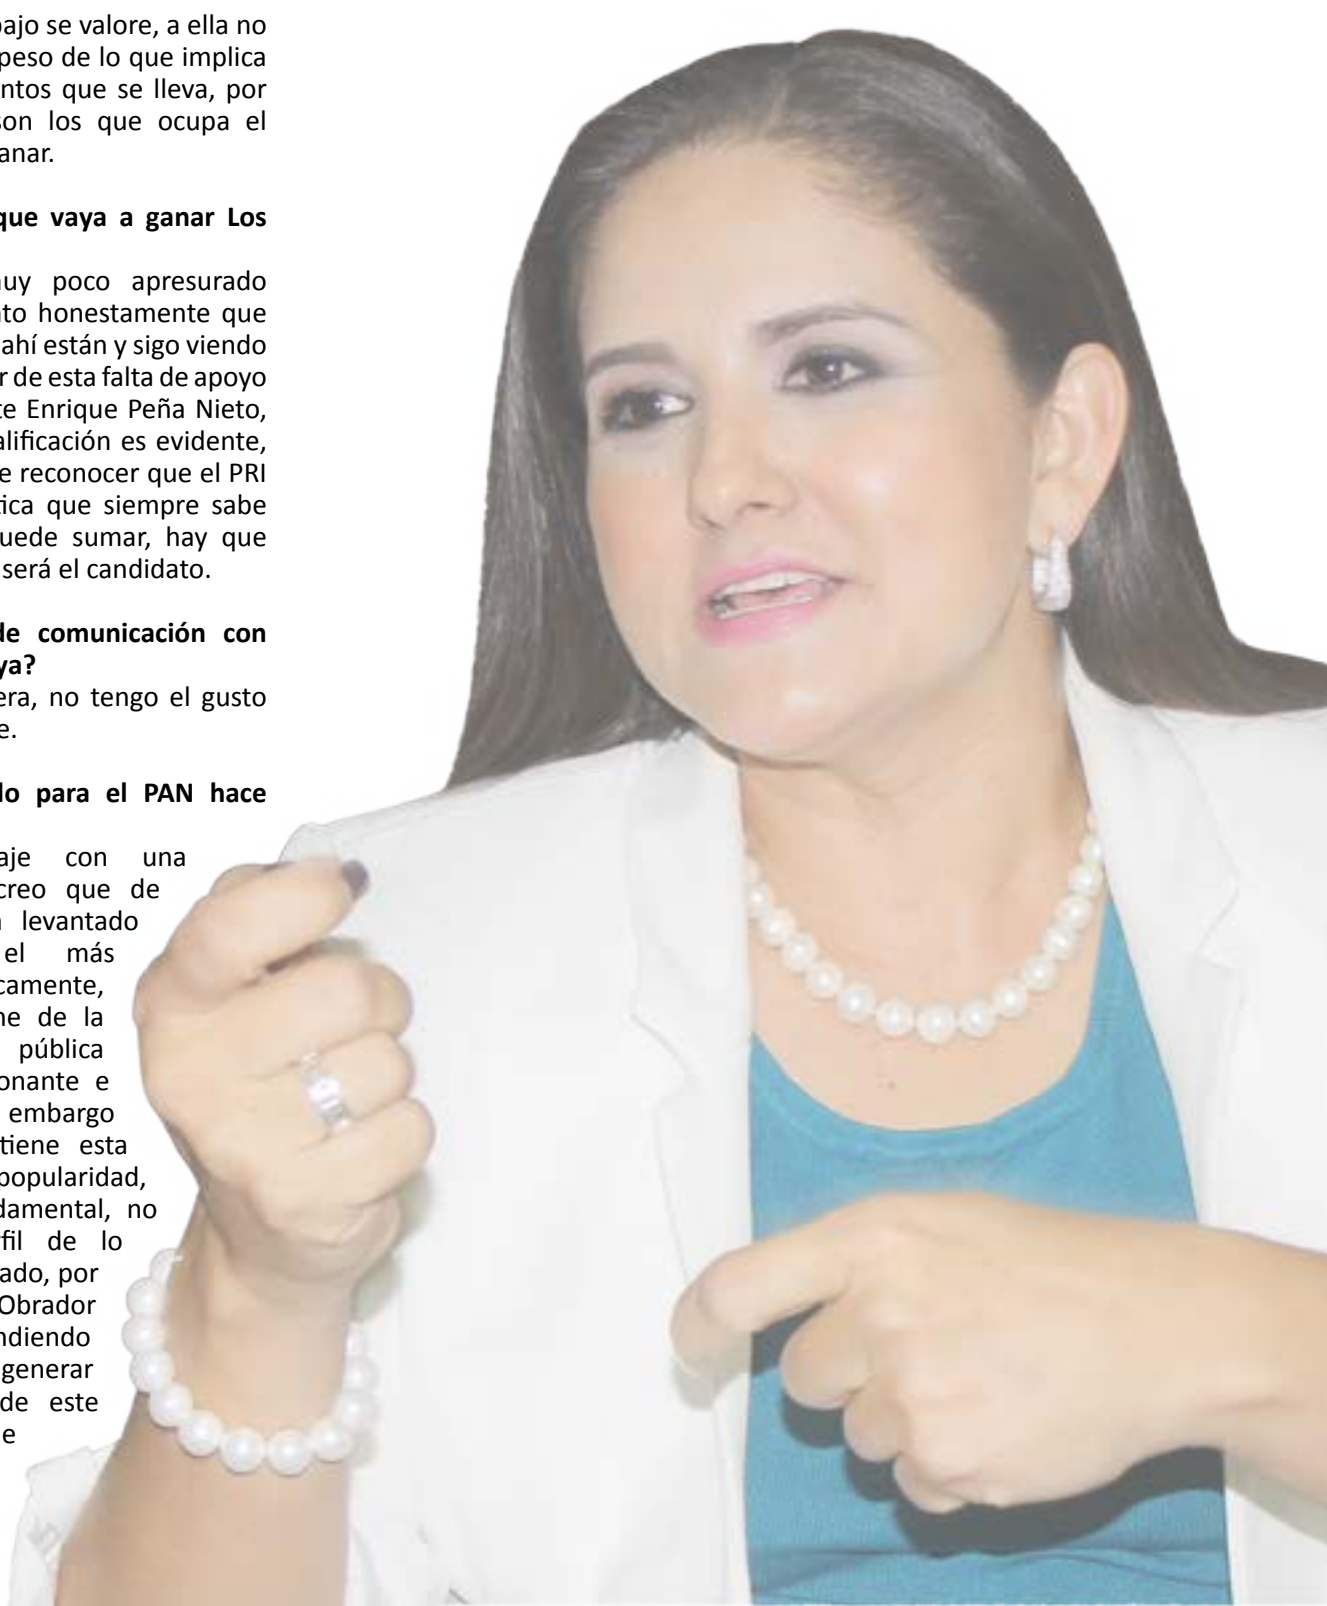 ajo se valore, a ella no
peso de lo que implica
ntos que se lleva, por
son los que ocupa el
anar.
que vaya a ganar Los
uy poco apresurado
to honestamente que
ahí están y sigo viendo
r de esta falta de apoyo
te Enrique Peña Nieto,
alificación es evidente,
e reconocer que el PRI
tica que siempre sabe
uede sumar, hay que
será el candidato.
de comunicación con
ya?
era, no tengo el gusto
e.
do para el PAN hace
aje con una
creo que de
levantado
el más
camente,
ne de la
pública
onante e
embargo
tiene esta
popularidad,
damental, no
fil de lo
ado, por
Obrador
ndiendo
generar
de este
e